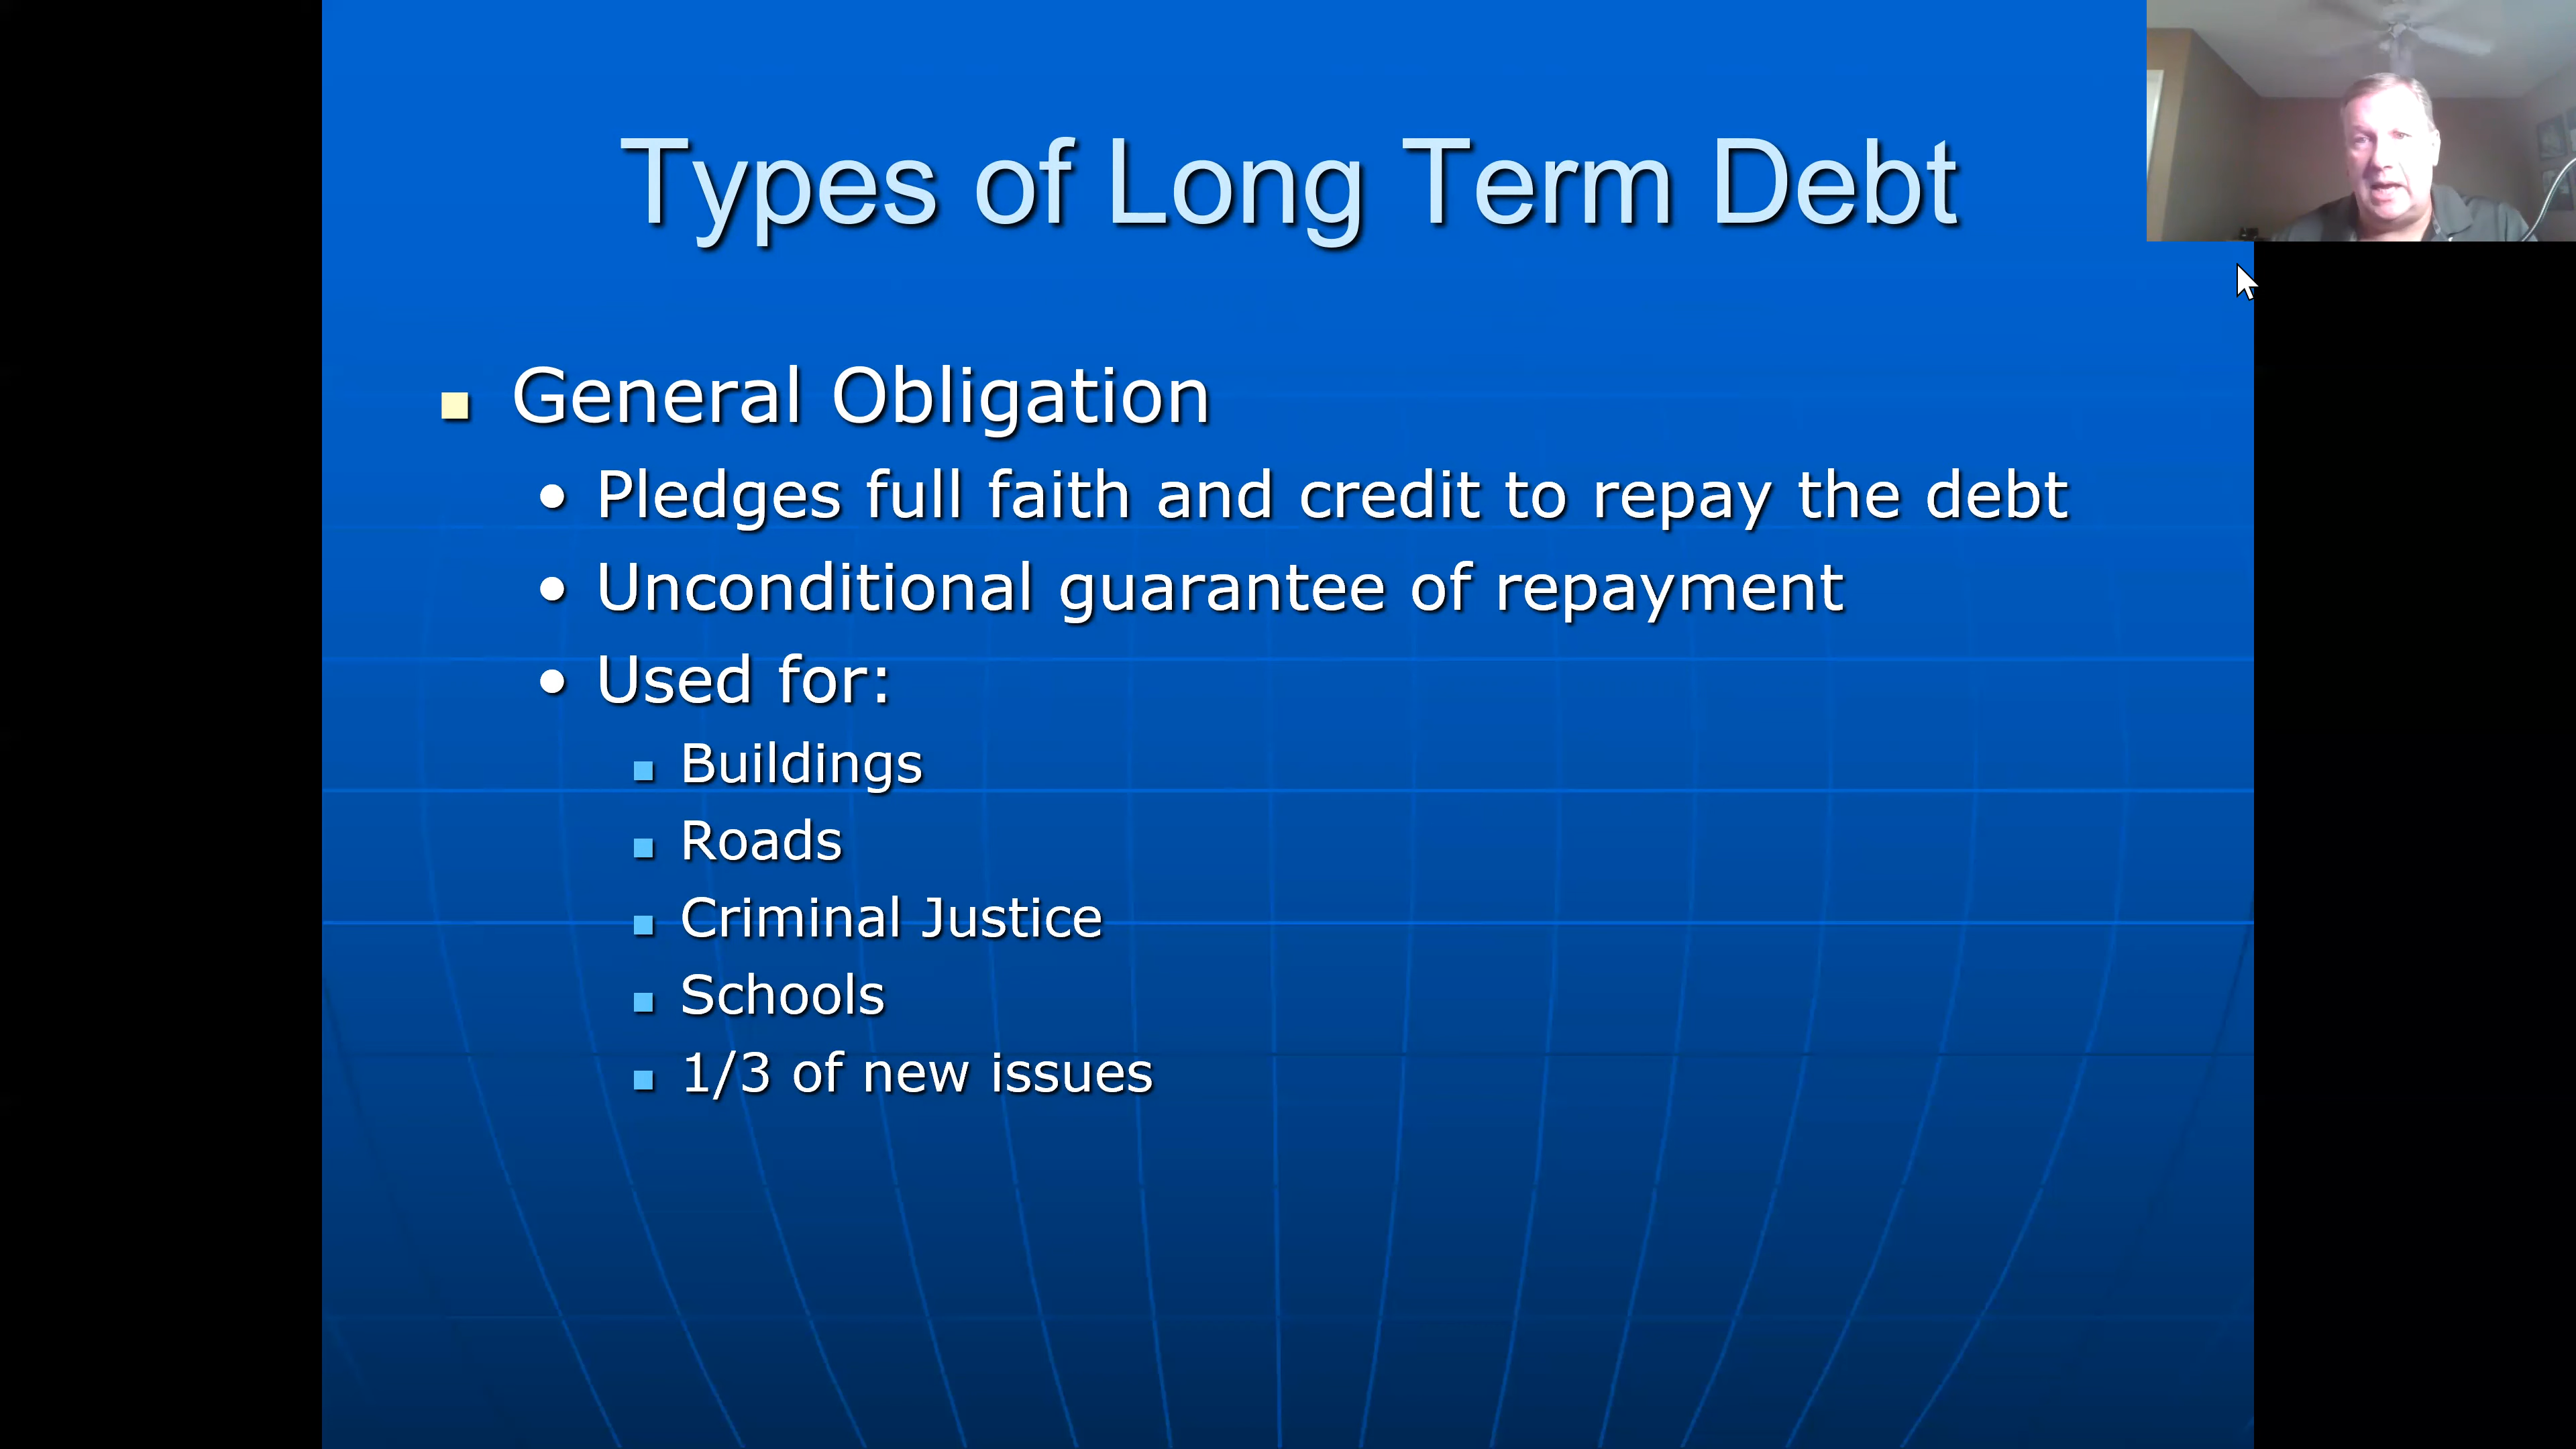 Types of Long Term Debt
General Obligation
Pledges full faith and credit to repay the debt
Unconditional guarantee of repayment
Used for:
Buildings
Roads
Criminal Justice
Schools
1/3 of new issues